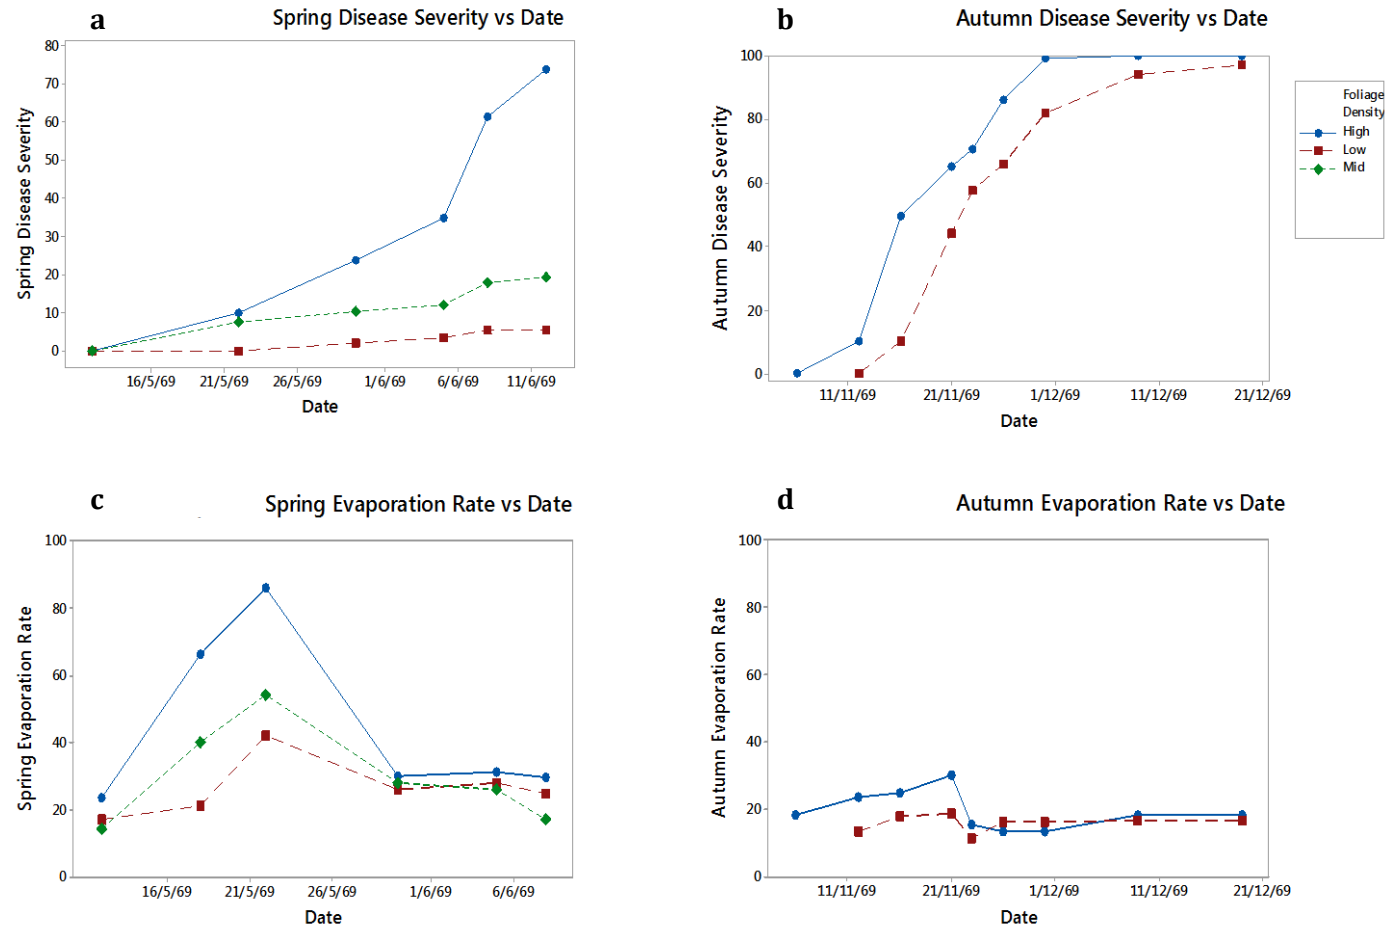 a
Spring Disease Severity vs Date
80
70
60
50
40
30
20
10
0
Spring Disease Severity
16/5/69 21/5/69 26/5/69 1/6/69 6/6/69 11/6/69
Date
b
Autumn Disease Severity vs Date
100
80
60
40
20
0
Autumn Disease Severity
11/11/69 21/11/69 1/12/69 11/12/69 21/12/69
Date
Foliage
Density
High
Low
Mid
c
Spring Evaporation Rate vs Date
100
80
60
40
20
0
Spring Evaporation Rate
16/5/69 21/5/69 26/5/69 1/6/69 6/6/69
Date
d
Autumn Evaporation Rate vs Date
100
80
60
40
20
0
Autumn Evaporation Rate
11/11/69 21/11/69 1/12/69 11/12/69 21/12/69
Date